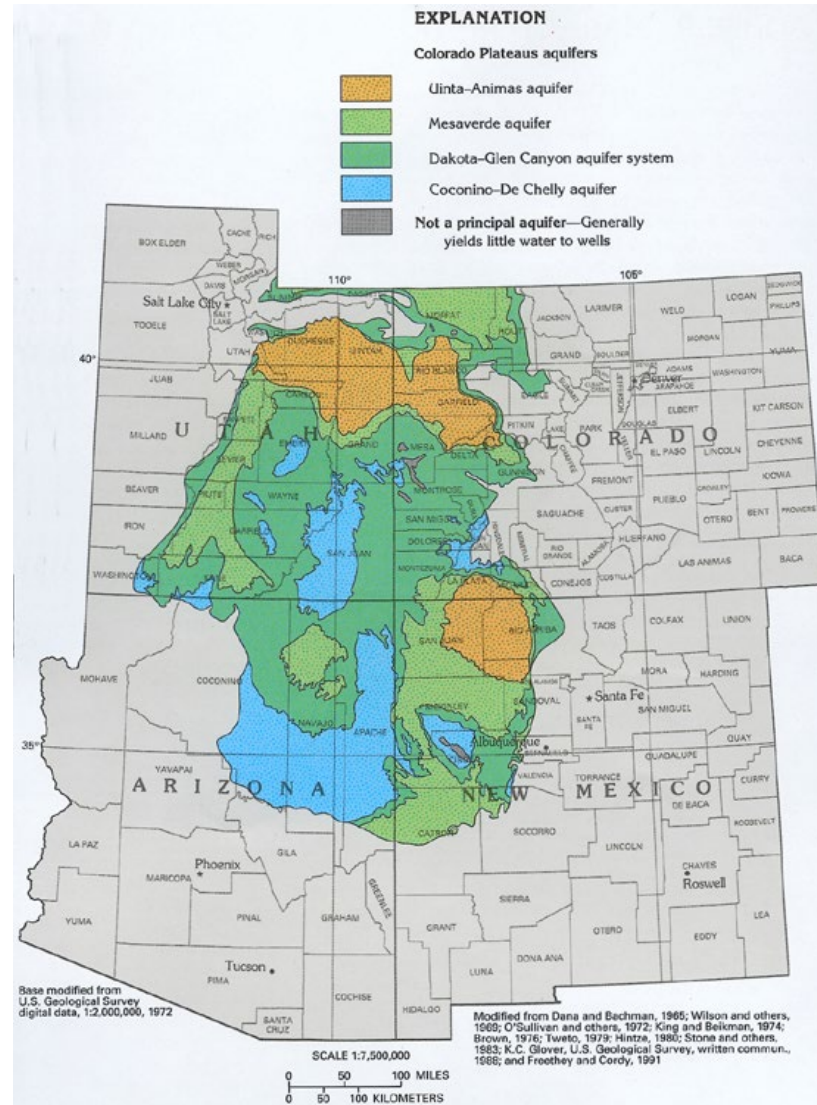 EXPLANATION
Colorado Plateaus aquifers
Uinta–Animas aquifer
Mesaverde aquifer
Dakota–Glen Canyon aquifer system
Coconino–De Chelly aquifer
Not a principal aquifer—Generally
yields little water to wells
110°
105°
BOX ELDER
CACHE
RICH
WEBER
MORGAN
DAVIS
Salt Lake City
SALT
LAKE
TOOELE
UTAH
40°
JUAB
DUCHESNE
UINTAH
CARBON
MOFFAT
ROUTT
RIO BLANCO
GARFIELD
JACKSON
LARIMER
WELD
LOGAN
SEDGWICK
PHILLIPS
MORGAN
YUMA
GRAND
BOULDER
Denver
ADAMS
ARAPAHOE
WASHINGTON
EAGLE
SUMMIT
JEFFERSON
DOUGLAS
ELBERT
KIT CARSON
PITKIN
LAKE
PARK
TELLER
EL PASO
LINCOLN
CHEYENNE
MILLARD
UTAH
COLORADO
SEVIER
EMERY
GRAND
MESA
DELTA
GUNNISON
CHAFFEE
FREMONT
KIOWA
CROWLEY
BEAVER
PIUTE
WAYNE
MONTROSE
SAGUACHE
CUSTER
PUEBLO
OTERO
BENT
PROWERS
IRON
GARFIELD
SAN JUAN
SAN MIGUEL
DOLORES
HINSDALE
MINERAL
RIO
GRANDE
ALAMOSA
HUERFANO
LAS ANIMAS
BACA
WASHINGTON
KANE
MONTEZUMA
LA PLATA
CONEJOS
COSTILLA
MOHAVE
COCONINO
NAVAJO
APACHE
SAN JUAN
RIO ARRIBA
TAOS
COLFAX
UNION
MORA
HARDING
McKINLEY
SANDOVAL
Santa Fe
SANTA
FE
SAN MIGUEL
35°
Albuquerque
QUAY
GUADALUPE
VALENCIA
TORRANCE
CURRY
DE BACA
ROOSEVELT
YAVAPAI
ARIZONA
NEW MEXICO
LA PAZ
CATRON
SOCORRO
LINCOLN
GILA
Phoenix
MARICOPA
CHAVES
Roswell
YUMA
PINAL
GRAHAM
GREENLEE
SIERRA
GRANT
OTERO
EDDY
LEA
Tucson
PIMA
DONA ANA
LUNA
COCHISE
HIDALGO
SANTA
CRUZ
Base modified from
U.S. Geological Survey
digital data, 1:2,000,000, 1972
Modified from Dana and Bachman, 1965; Wilson and others,
1969; O'Sullivan and others, 1972; King and Beikman, 1974;
Brown, 1976; Tweto, 1979; Hintze, 1980; Stone and others,
1983; K.C. Glover, U.S. Geological Survey, written commun.,
1988; and Freethey and Cordy, 1991
SCALE 1:7,500,000
0 50 100 MILES
0 50 100 KILOMETERS